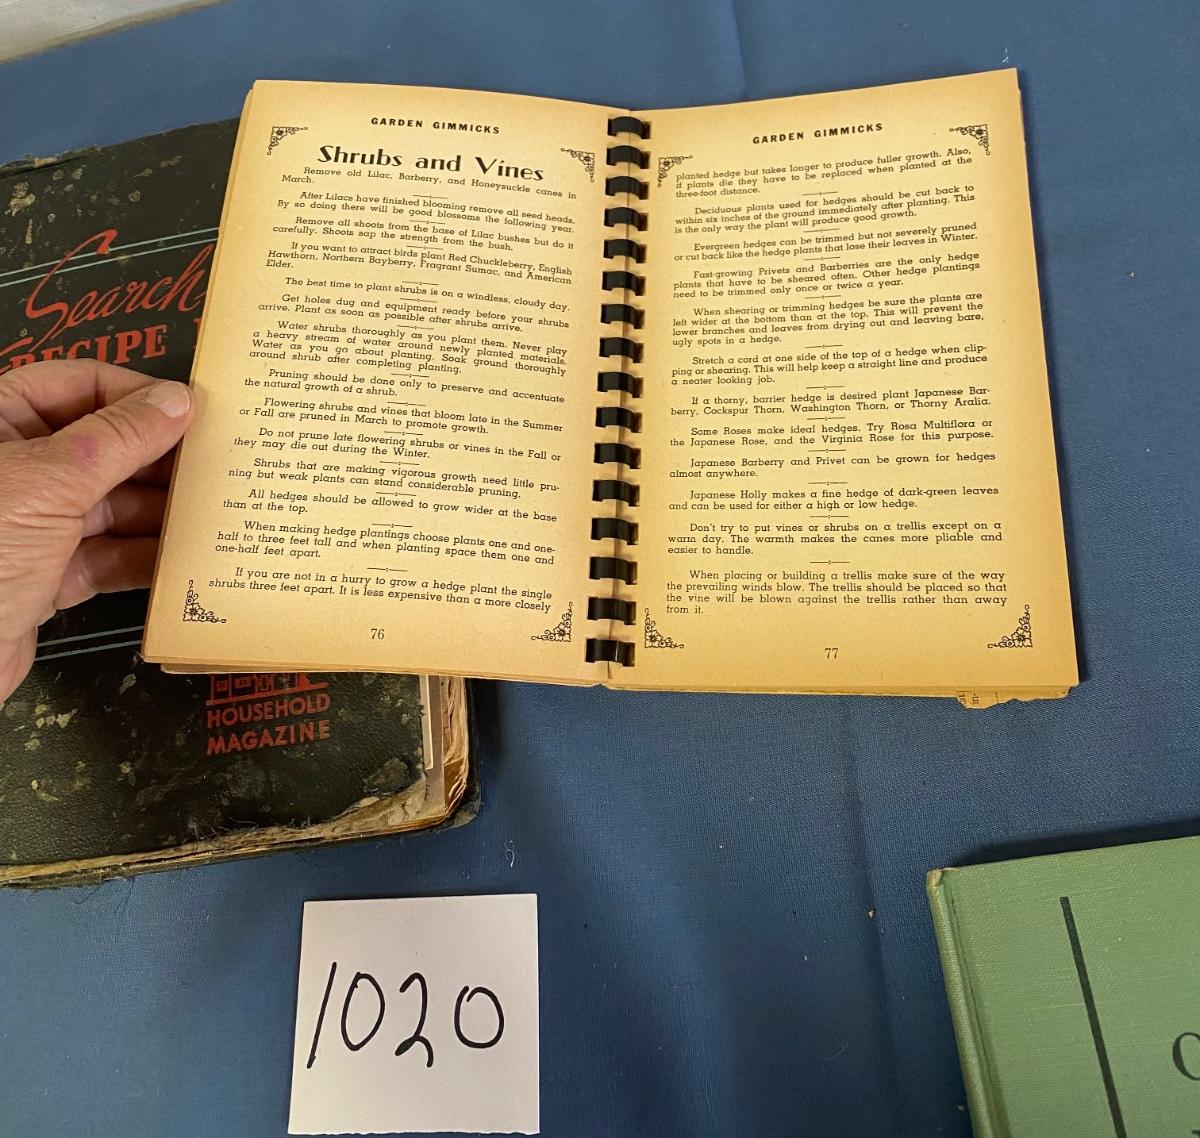 GARDEN GIMMICKS
Shrubs and Vines
Remove old Lilac, Barberry, and Honeysuckle canes in
March.
After Lilacs have finished blooming remove all seed heads.
By so doing there will be good blossoms the following year.
Remove all shoots from the base of Lilac bushes but do it
carefully. Shoots sap the strength from the bush.
If you want to attract birds plant Red Chuckleberry, English
Hawthorn, Northern Bayberry, Fragrant Sumac, and American
Elder.
The best time to plant shrubs is on a windless, cloudy day.
Get holes dug and equipment ready before your shrubs
arrive. Plant as soon as possible after shrubs arrive.
Water shrubs thoroughly as you plant them. Never play
a heavy stream of water around newly planted materials.
Water as you go about planting. Soak ground thoroughly
around shrub after completing planting.
Pruning should be done only to preserve and accentuate
the natural growth of a shrub.
Flowering shrubs and vines that bloom late in the Summer
or Fall are pruned in March to promote growth.
Do not prune late flowering shrubs or vines in the Fall or
they may die out during the Winter.
Shrubs that are making vigorous growth need little pru-
ning but weak plants can stand considerable pruning.
All hedges should be allowed to grow wider at the base
than at the top.
When making hedge plantings choose plants one and one-
half to three feet tall and when planting space them one and
one-half feet apart.
If you are not in a hurry to grow a hedge plant the single
shrubs three feet apart. It is less expensive than a more closely
76
GARDEN GIMMICKS
planted hedge but takes longer to produce fuller growth. Also,
if plants die they have to be replaced when planted at the
three-foot distance.
Deciduous plants used for hedges should be cut back to
within six inches of the ground immediately after planting. This
is the only way the plant will produce good growth.
Evergreen hedges can be trimmed but not severely pruned
or cut back like the hedge plants that lose their leaves in Winter.
Fast-growing Privets and Barberries are the only hedge
plants that have to be sheared often. Other hedge plantings
need to be trimmed only once or twice a year.
When shearing or trimming hedges be sure the plants are
left wider at the bottom than at the top. This will prevent the
lower branches and leaves from drying out and leaving bare,
ugly spots in a hedge.
Stretch a cord at one side of the top of a hedge when clip-
ping or shearing. This will help keep a straight line and produce
a neater looking job.
If a thorny, barrier hedge is desired plant Japanese Bar-
berry, Cockspur Thorn, Washington Thorn, or Thorny Aralia.
Some Roses make ideal hedges. Try Rosa Multiflora or
the Japanese Rose, and the Virginia Rose for this purpose.
Japanese Barberry and Privet can be grown for hedges
almost anywhere.
Japanese Holly makes a fine hedge of dark-green leaves
and can be used for either a high or low hedge.
Don't try to put vines or shrubs on a trellis except on a
warm day. The warmth makes the canes more pliable and
easier to handle.
When placing or building a trellis make sure of the way
the prevailing winds blow. The trellis should be placed so that
the vine will be blown against the trellis rather than away
from it.
77
Search
RECIPE
HOUSEHOLD
MAGAZINE
1020